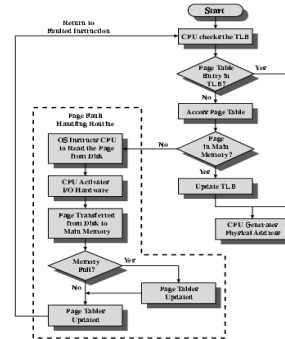 Start
Return to
Faulted Instruction
CPU checks the TLB
Page Table
Entry in
TLB?
Yes
No
Access Page Table
Page Fault
Handling Routine
OS Instructs CPU
to Read the Page
from Disk
No
Page
in Main
Memory?
Yes
CPU Activates
I/O Hardware
Update TLB
Page Transferred
from Disk to
Main Memory
CPU Generates
Physical Address
Memory
Full?
Yes
No
Page Tables
Updated
Page Tables
Updated